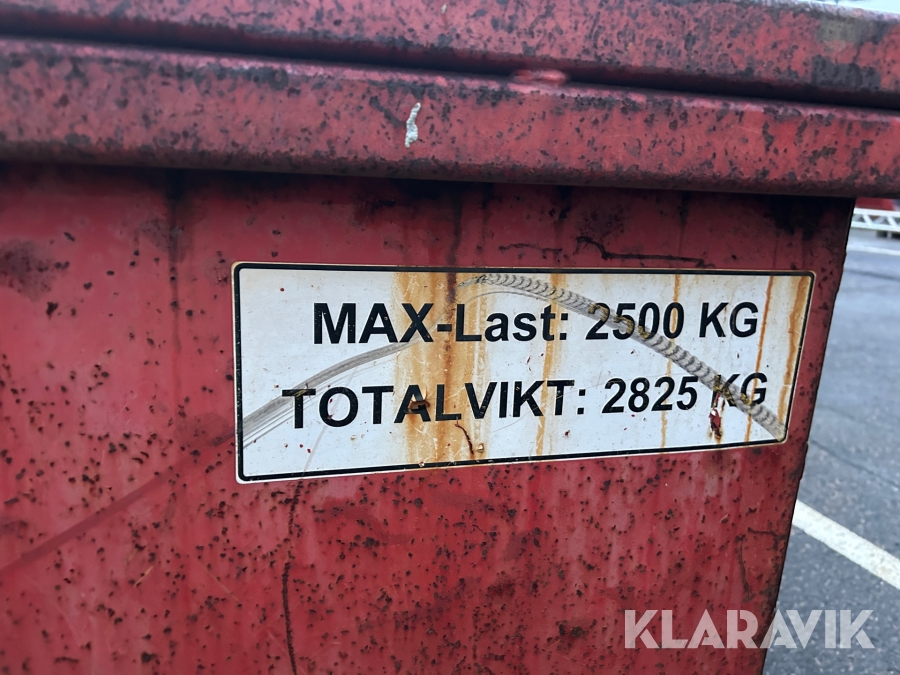 MAX-Last: 2500 KG
TOTALVIKT: 2825 KG
KLARAVIK